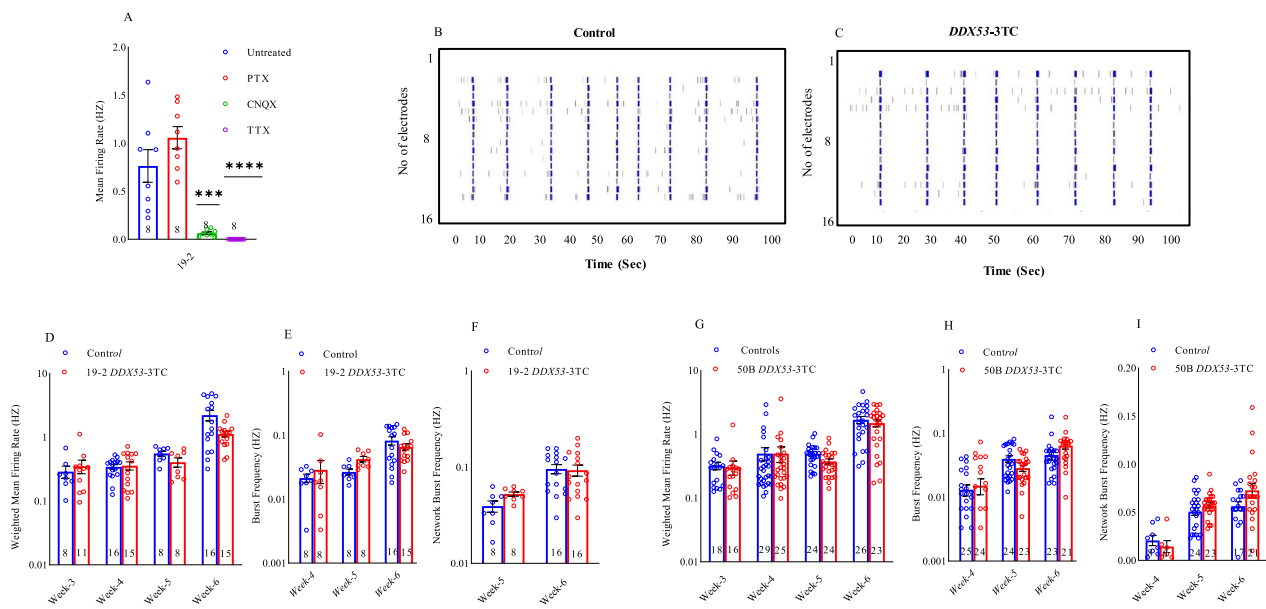 A
Mean Firing Rate (HZ)
2.0
1.5
1.0
0.5
0.0
Untreated
PTX
CNQX
TTX
****
***
8
8
8
8
19-2
B
Control
No of electrodes
1
8
16
0 10 20 30 40 50 60 70 80 90 100
Time (Sec)
C
DDX53-3TC
No of electrodes
1
8
16
0 10 20 30 40 50 60 70 80 90 100
Time (Sec)
D
Control
19-2 DDX53-3TC
Weighted Mean Firing Rate (HZ)
10
1
0.1
0.01
8 11 16 15 8 8 16 15
Week-3 Week-4 Week-5 Week-6
E
Control
19-2 DDX53-3TC
Burst Frequency (HZ)
1
0.1
0.01
0.001
8 8 8 8 16 15
Week-4 Week-5 Week-6
F
Control
19-2 DDX53-3TC
Network Burst Frequency (HZ)
1
0.1
0.01
8 8 16 16
Week-5 Week-6
G
Controls
50B DDX53-3TC
Weighted Mean Firing Rate (HZ)
10
1
0.1
0.01
18 16 29 25 24 24 26 23
Week-3 Week-4 Week-5 Week-6
H
Control
50B DDX53-3TC
Burst Frequency (HZ)
1
0.1
0.01
0.001
25 24 24 23 23 21
Week-4 Week-5 Week-6
I
Control
50B DDX53-3TC
Network Burst Frequency (HZ)
0.20
0.15
0.10
0.05
0.00
24 23 17 21
Week-4 Week-5 Week-6